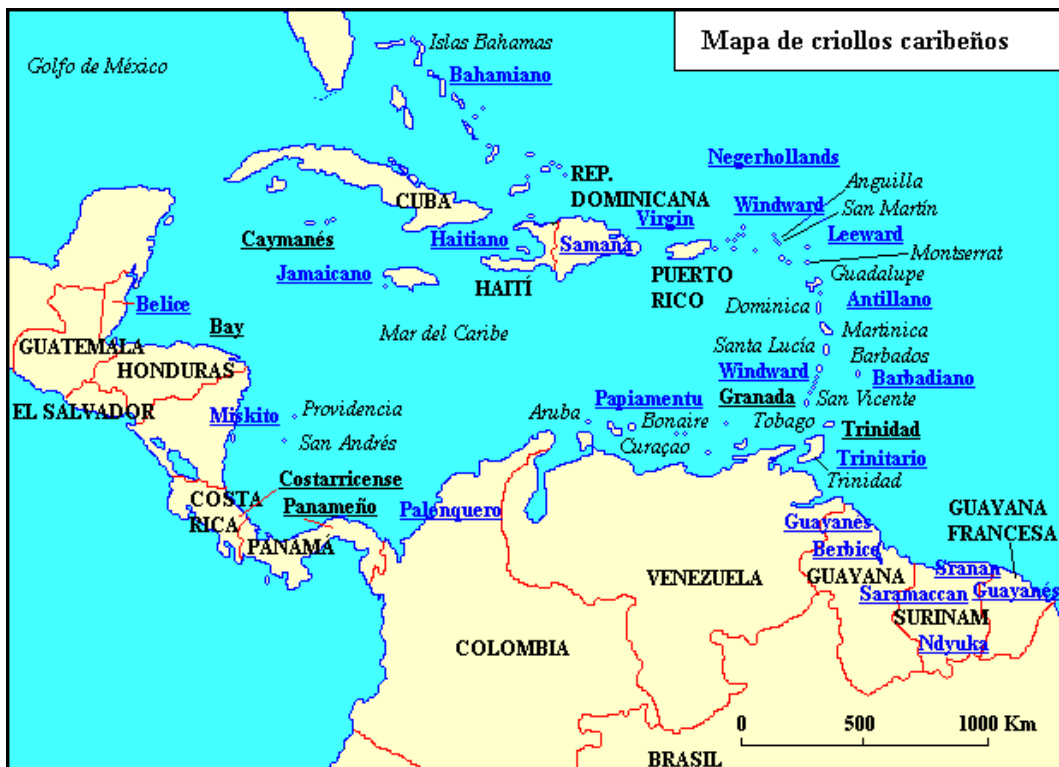 Mapa de criollos caribeños
Islas Bahamas
Golfo de México
Bahamiano
Negerhollands
REP.
DOMINICANA
Anguilla
CUBA
Windward
San Martín
Virgin
Caymanés
Haitiano
Samaná
Leeward
Montserrat
Jamaicano
HAITÍ
PUERTO
RICO
Guadalupe
Belice
Dominica
Antillano
Bay
Mar del Caribe
Martinica
GUATEMALA
Santa Lucía
Barbados
HONDURAS
Windward
Barbadiano
EL SALVADOR
Miskito
Providencia
Aruba
Papiamentu
Granada
San Vicente
Bonaire
Tobago
San Andrés
Curaçao
Trinidad
Trinitario
Costarricense
Trinidad
COSTA
RICA
Panameño
Palenquero
GUAYANA
FRANCESA
Guayanés
PANAMÁ
Berbice
Sranan
VENEZUELA
GUAYANA
Saramaccan
Guayanés
SURINAM
COLOMBIA
Ndyuka
0 500 1000 Km
BRASIL